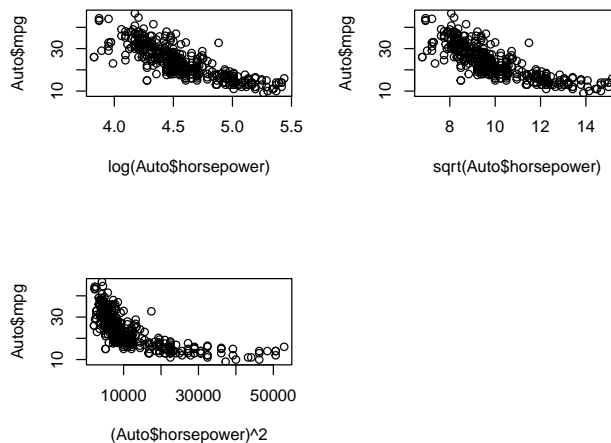 Auto$mpg
10
30
4.0 4.5 5.0 5.5
log(Auto$horsepower)
Auto$mpg
10
30
8 10 12 14
sqrt(Auto$horsepower)
Auto$mpg
10
30
10000 30000 50000
(Auto$horsepower)^2